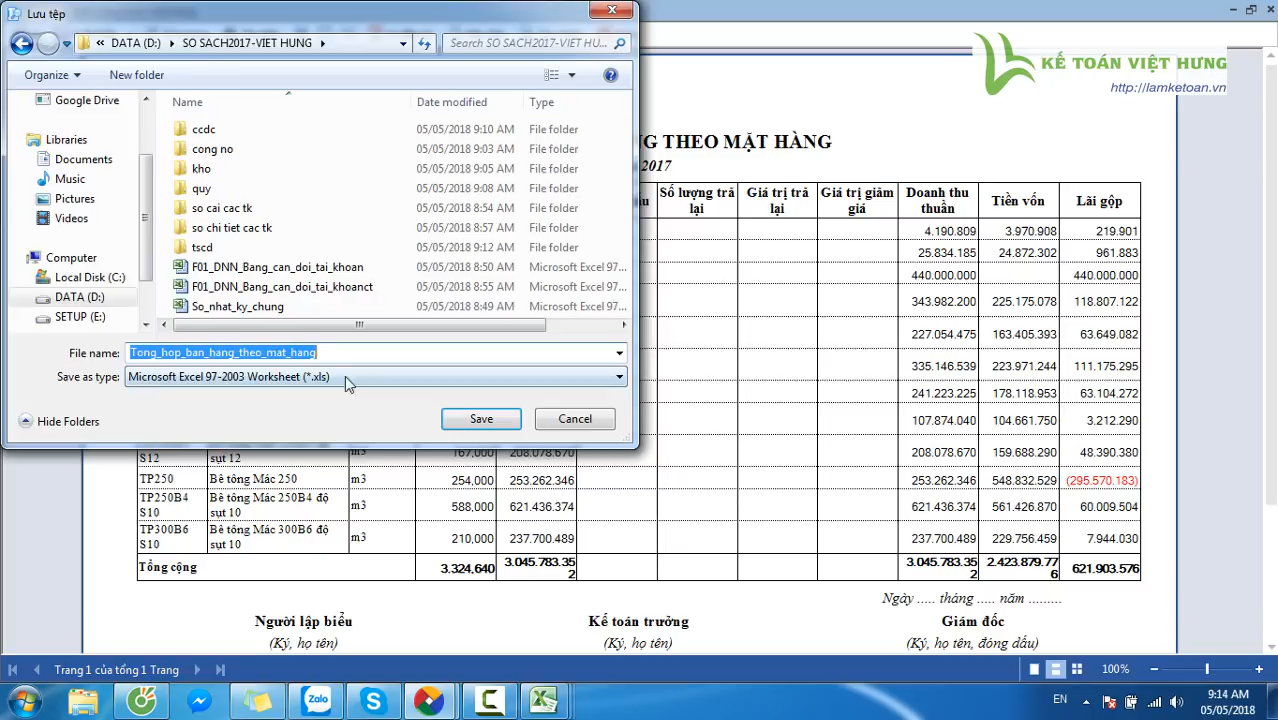 Lưu tệp
« DATA (D:) ▸ SO SACH2017-VIET HUNG ▸
Search SO SACH2017-VIET HU...
KẾ TOÁN VIỆT HƯNG
http://lamketoan.vn
Organize
New folder
Google Drive
Libraries
Documents
Music
Pictures
Videos
Computer
Local Disk (C:)
DATA (D:)
SETUP (E:)
Name Date modified Type
ccdc 05/05/2018 9:10 AM File folder
cong no 05/05/2018 9:03 AM File folder
kho 05/05/2018 9:05 AM File folder
quy 05/05/2018 9:08 AM File folder
so cai cac tk 05/05/2018 8:54 AM File folder
so chi tiet cac tk 05/05/2018 8:57 AM File folder
tscd 05/05/2018 9:12 AM File folder
F01_DNN_Bang_can_doi_tai_khoan 05/05/2018 8:50 AM Microsoft Excel 97...
F01_DNN_Bang_can_doi_tai_khoanct 05/05/2018 8:55 AM Microsoft Excel 97...
So_nhat_ky_chung 05/05/2018 8:49 AM Microsoft Excel 97...
File name: Tong_hop_ban_hang_theo_mat_hang
Save as type: Microsoft Excel 97-2003 Worksheet (*.xls)
Hide Folders
Save
Cancel
THEO MẶT HÀNG
2017
Số lượng trả lại Giá trị trả lại Giá trị giảm giá Doanh thu thuần Tiền vốn Lãi gộp
4.190.809 3.970.908 219.901
25.834.185 24.872.302 961.883
440.000.000 440.000.000
343.982.200 225.175.078 118.807.122
227.054.475 163.405.393 63.649.082
335.146.539 223.971.244 111.175.295
241.223.225 178.118.953 63.104.272
107.874.040 104.661.750 3.212.290
S12 sụt 12 m3 167,000 208.078.670 208.078.670 159.688.290 48.390.380
TP250 Bê tông Mác 250 m3 254,000 253.262.346 253.262.346 548.832.529 (295.570.183)
TP250B4 S10 Bê tông Mác 250B4 độ sụt 10 m3 588,000 621.436.374 621.436.374 561.426.870 60.009.504
TP300B6 S10 Bê tông Mác 300B6 độ sụt 10 m3 210,000 237.700.489 237.700.489 229.756.459 7.944.030
Tổng cộng 3.324,640 3.045.783.352 3.045.783.352 2.423.879.776 621.903.576
Ngày ..... tháng ..... năm .........
Người lập biểu Kế toán trưởng Giám đốc
(Ký, họ tên) (Ký, họ tên) (Ký, họ tên, đóng dấu)
Trang 1 của tổng 1 Trang
100%
Zalo
EN
9:14 AM
05/05/2018